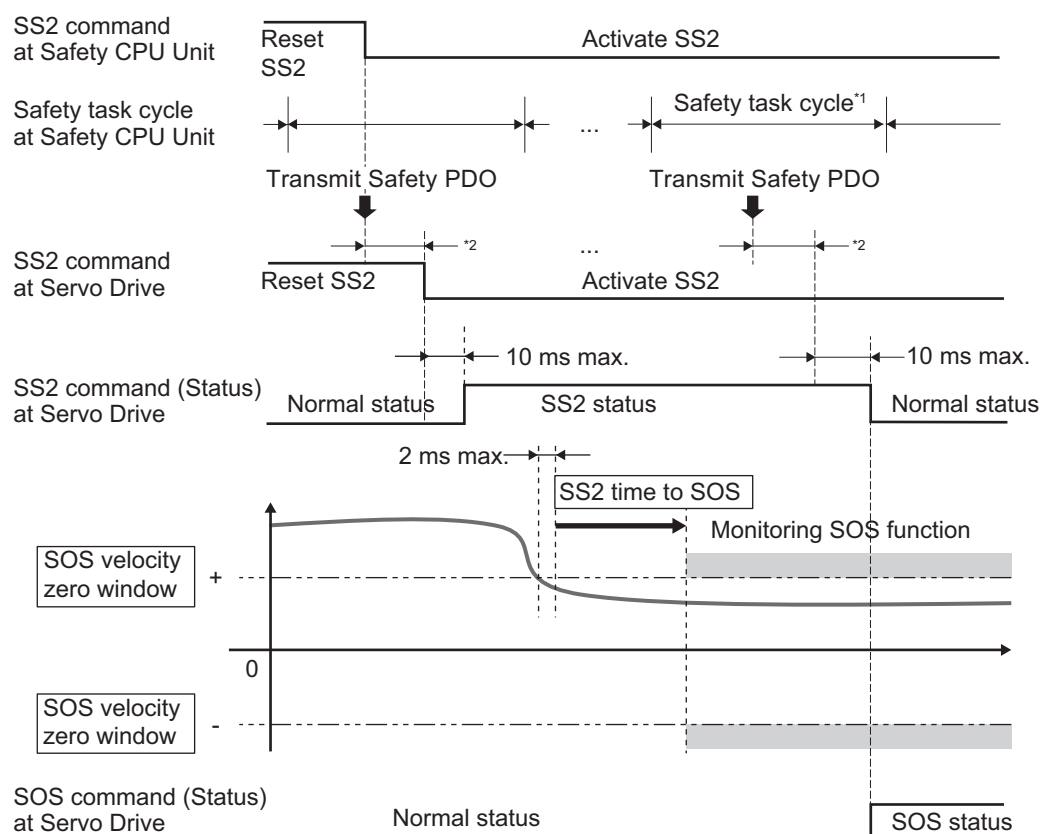 SS2 command
at Safety CPU Unit
Reset
SS2
Activate SS2
Safety task cycle
at Safety CPU Unit
...
Safety task cycle*1
Transmit Safety PDO
Transmit Safety PDO
*2
...
*2
SS2 command
at Servo Drive
Reset SS2
Activate SS2
10 ms max.
10 ms max.
SS2 command (Status)
at Servo Drive
Normal status
SS2 status
Normal status
2 ms max.
SS2 time to SOS
Monitoring SOS function
SOS velocity
zero window
+
0
SOS velocity
zero window
-
SOS command (Status)
at Servo Drive
Normal status
SOS status